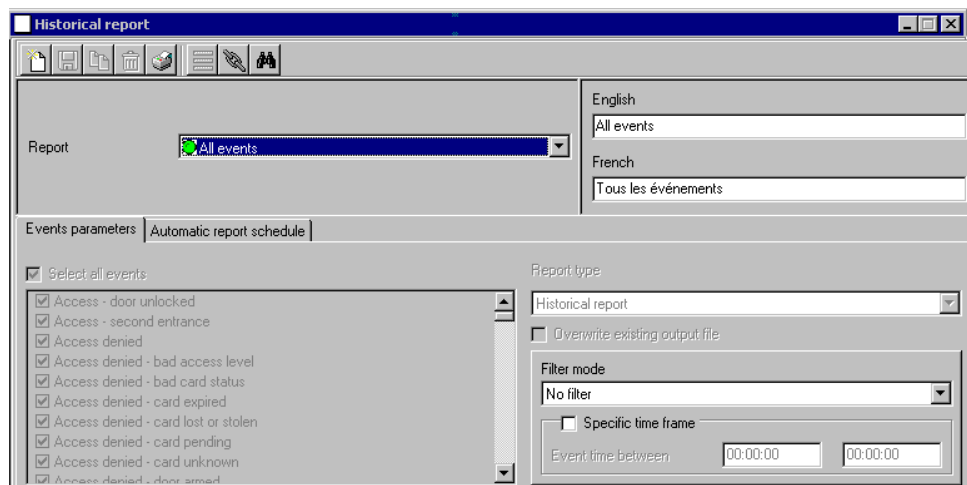 Historical report
English
All events
Report
All events
French
Tous les événements
Events parameters
Automatic report schedule
Select all events
Access - door unlocked
Access - second entrance
Access denied
Access denied - bad access level
Access denied - bad card status
Access denied - card expired
Access denied - card lost or stolen
Access denied - card pending
Access denied - card unknown
Access denied - door armed
Report type
Historical report
Overwrite existing output file
Filter mode
No filter
Specific time frame
Event time between 00:00:00 00:00:00